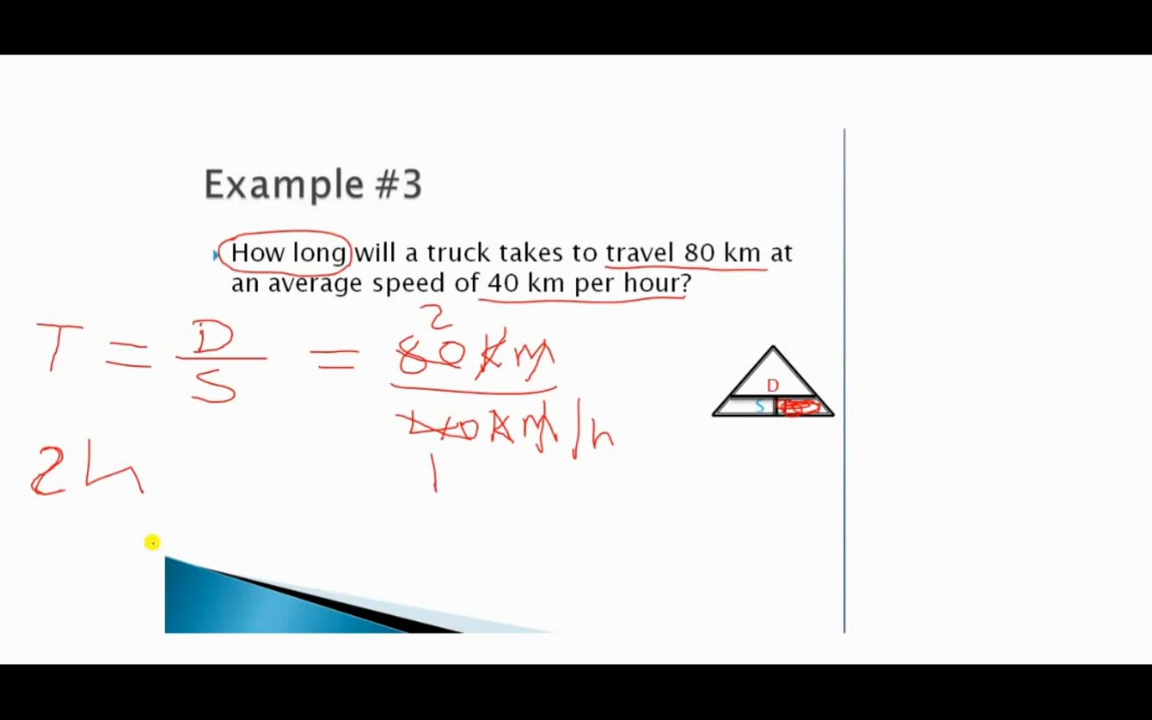 Example #3
How long will a truck takes to travel 80 km at
an average speed of 40 km per hour?
T = D/S = 80 km / 40 km/h
2
1
2h
D
S